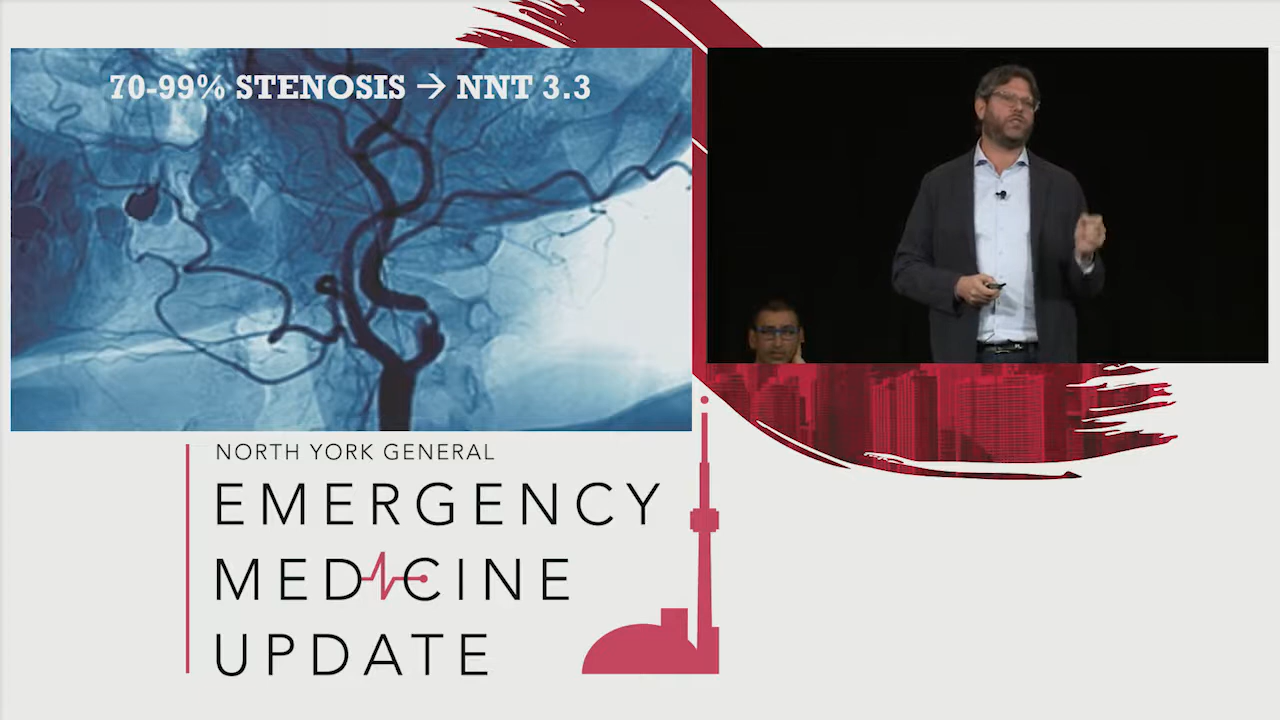 70-99% STENOSIS → NNT 3.3
NORTH YORK GENERAL
EMERGENCY
MEDICINE
UPDATE